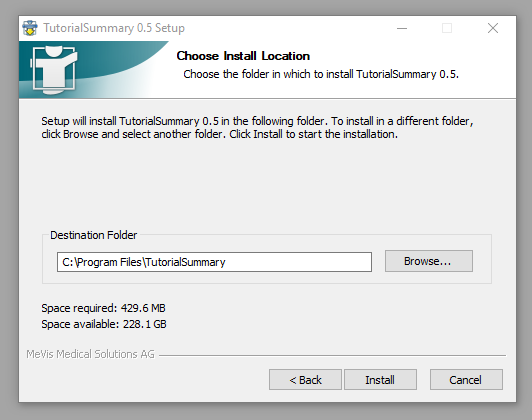 TutorialSummary 0.5 Setup
Choose Install Location
Choose the folder in which to install TutorialSummary 0.5.
Setup will install TutorialSummary 0.5 in the following folder. To install in a different folder,
click Browse and select another folder. Click Install to start the installation.
Destination Folder
C:\Program Files\TutorialSummary
Browse...
Space required: 429.6 MB
Space available: 228.1 GB
MeVis Medical Solutions AG
< Back
Install
Cancel